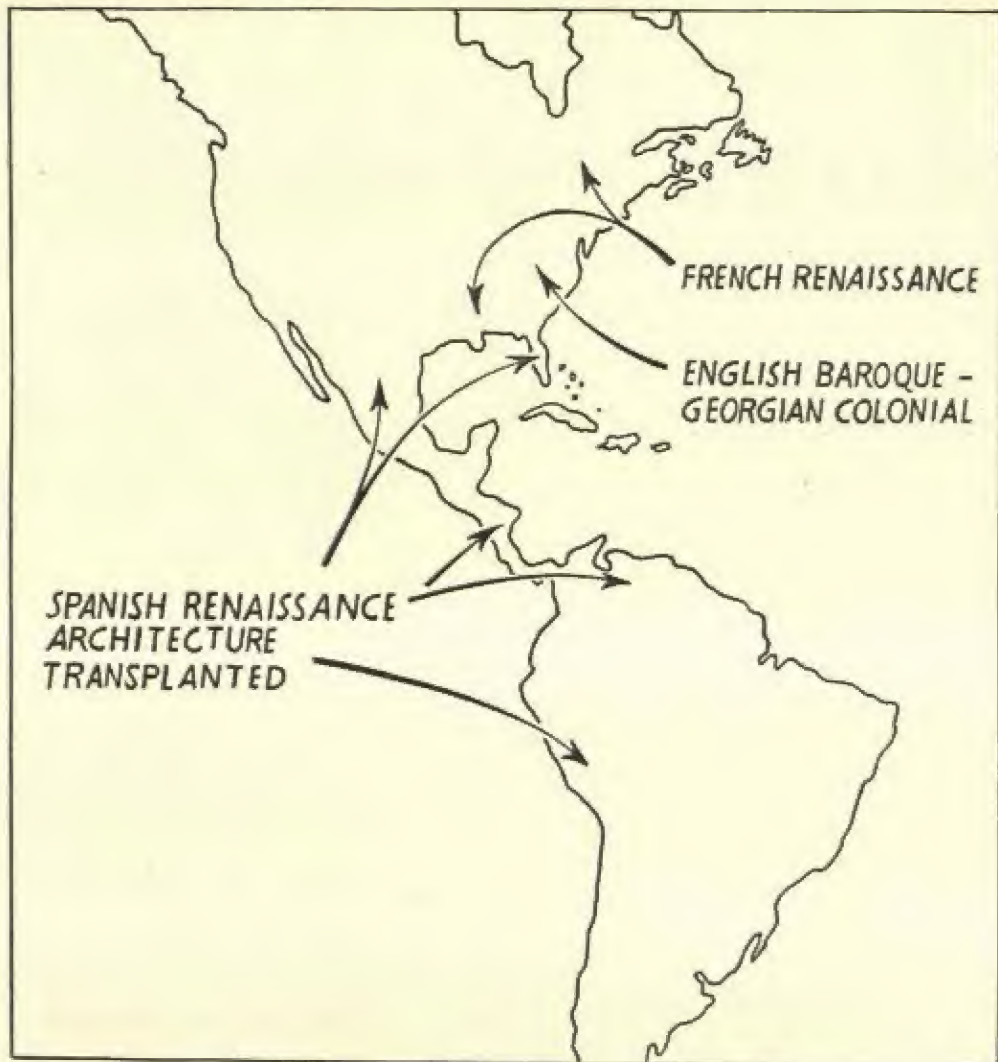 FRENCH RENAISSANCE
ENGLISH BAROQUE -
GEORGIAN COLONIAL
SPANISH RENAISSANCE
ARCHITECTURE
TRANSPLANTED